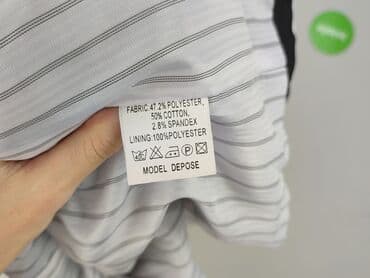 FABRIC:47.2% POLYESTER,
50% COTTON,
2.8% SPANDEX
LINING:100%POLYESTER
MODEL DEPOSE